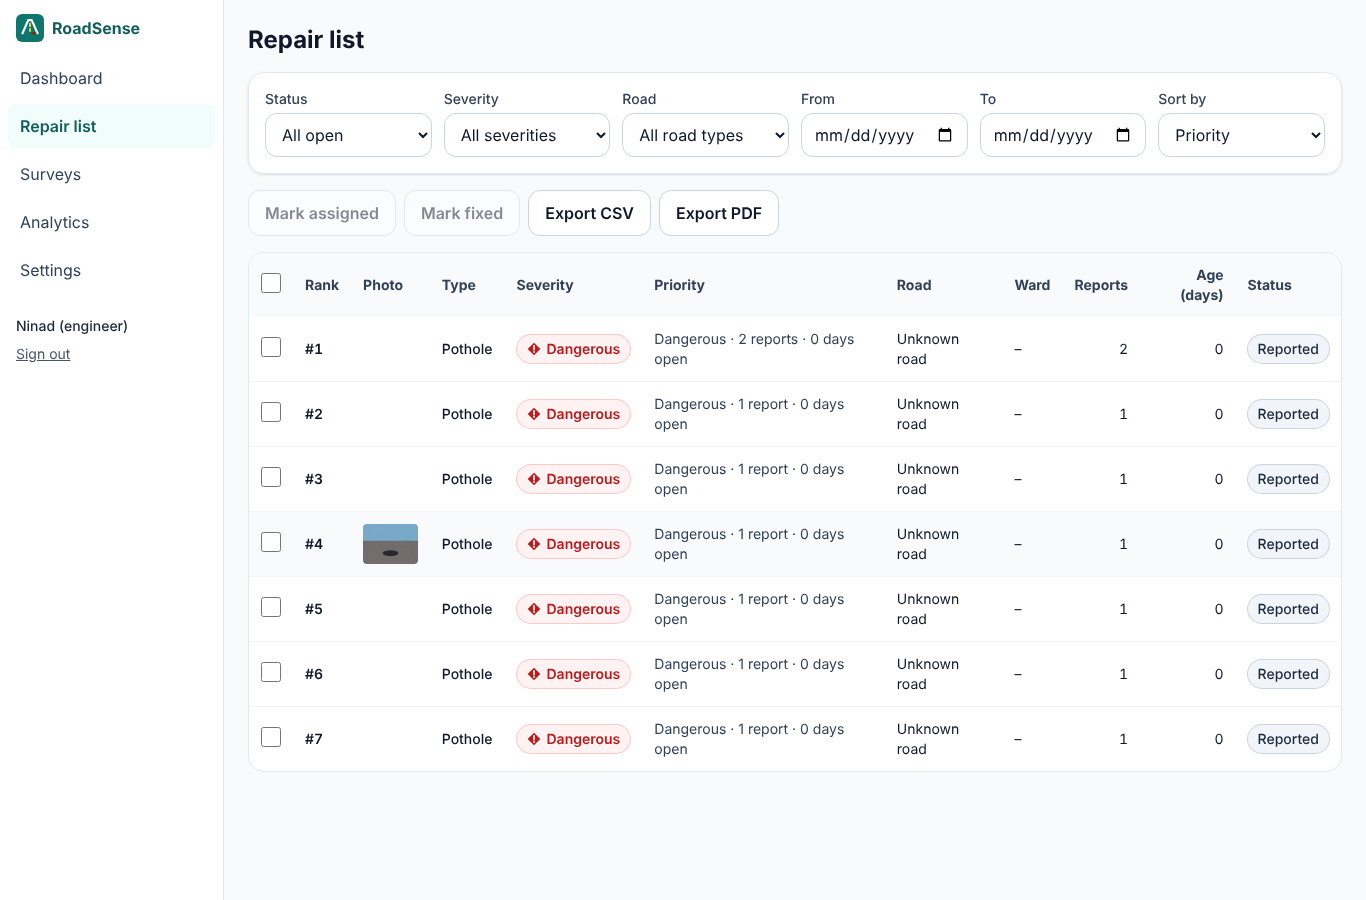 RoadSense
Dashboard
Repair list
Surveys
Analytics
Settings
Ninad (engineer)
Sign out
Repair list
Status Severity Road From To Sort by
All open All severities All road types mm/dd/yyyy mm/dd/yyyy Priority
Mark assigned Mark fixed Export CSV Export PDF
Rank Photo Type Severity Priority Road Ward Reports Age (days) Status
#1 Pothole Dangerous Dangerous · 2 reports · 0 days open Unknown road – 2 0 Reported
#2 Pothole Dangerous Dangerous · 1 report · 0 days open Unknown road – 1 0 Reported
#3 Pothole Dangerous Dangerous · 1 report · 0 days open Unknown road – 1 0 Reported
#4 Pothole Dangerous Dangerous · 1 report · 0 days open Unknown road – 1 0 Reported
#5 Pothole Dangerous Dangerous · 1 report · 0 days open Unknown road – 1 0 Reported
#6 Pothole Dangerous Dangerous · 1 report · 0 days open Unknown road – 1 0 Reported
#7 Pothole Dangerous Dangerous · 1 report · 0 days open Unknown road – 1 0 Reported